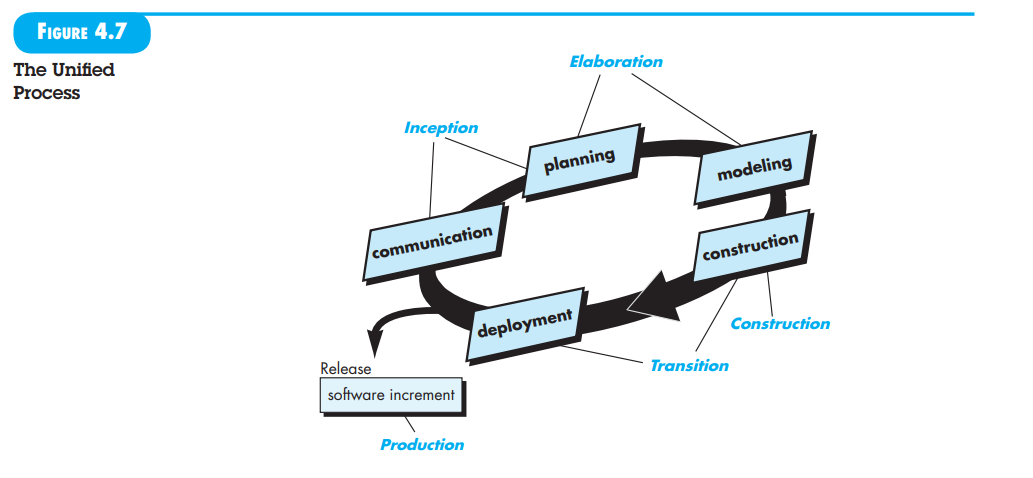 FIGURE 4.7
The Unified
Process
Elaboration
Inception
planning
modeling
communication
construction
deployment
Construction
Transition
Release
software increment
Production